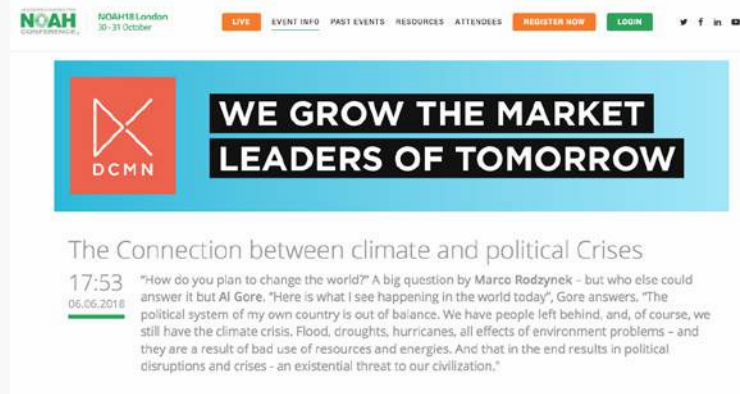 NOAH
CONFERENCE
NOAH18 London
30 - 31 October
LIVE EVENT INFO PAST EVENTS RESOURCES ATTENDEES REGISTER NOW LOGIN
DCMN
WE GROW THE MARKET
LEADERS OF TOMORROW
The Connection between climate and political Crises
17:53
06.06.2018
"How do you plan to change the world?" A big question by Marco Rodzynek – but who else could
answer it but Al Gore. "Here is what I see happening in the world today", Gore answers. "The
political system of my own country is out of balance. We have people left behind, and, of course, we
still have the climate crisis. Flood, droughts, hurricanes, all effects of environment problems – and
they are a result of bad use of resources and energies. And that in the end results in political
disruptions and crises - an existential threat to our civilization."